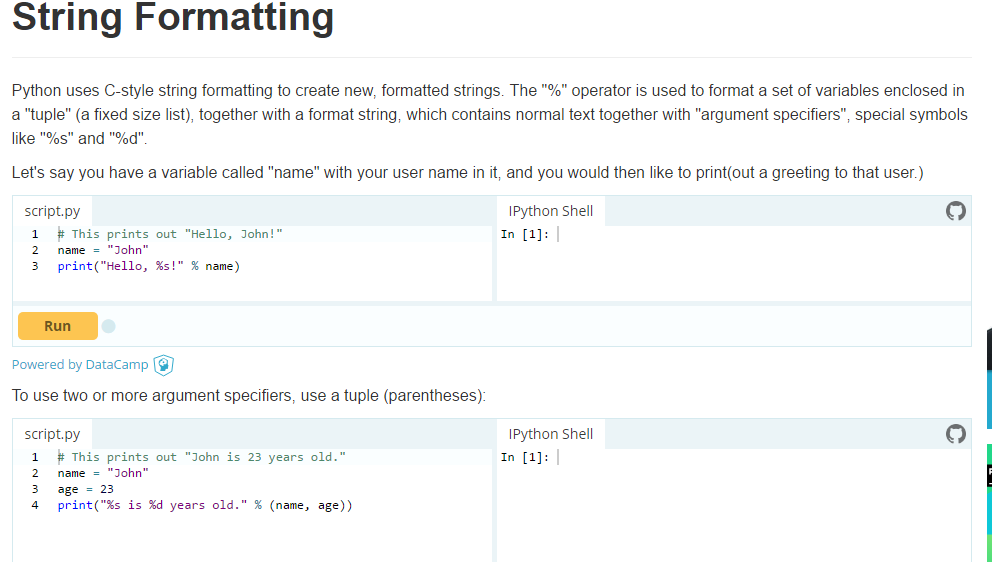 String Formatting
Python uses C-style string formatting to create new, formatted strings. The "%" operator is used to format a set of variables enclosed in
a "tuple" (a fixed size list), together with a format string, which contains normal text together with "argument specifiers", special symbols
like "%s" and "%d".
Let's say you have a variable called "name" with your user name in it, and you would then like to print(out a greeting to that user.)
script.py
IPython Shell
1 # This prints out "Hello, John!"
2 name = "John"
3 print("Hello, %s!" % name)
In [1]:
Run
Powered by DataCamp
To use two or more argument specifiers, use a tuple (parentheses):
script.py
IPython Shell
1 # This prints out "John is 23 years old."
2 name = "John"
3 age = 23
4 print("%s is %d years old." % (name, age))
In [1]: